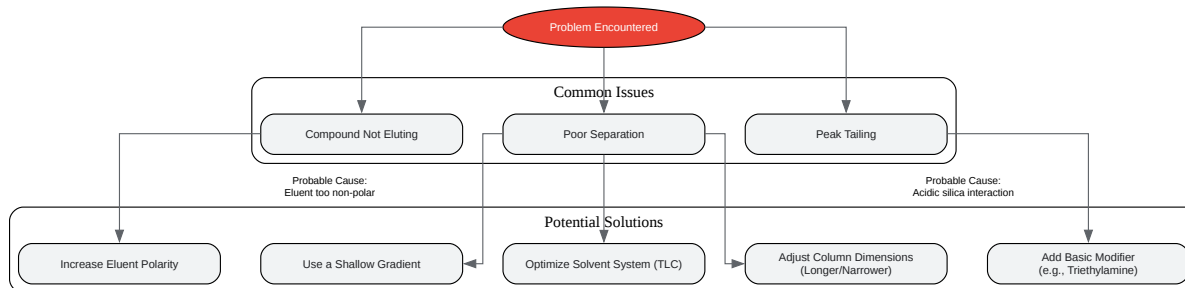 Problem Encountered
Common Issues
Compound Not Eluting
Poor Separation
Peak Tailing
Probable Cause:
Eluent too non-polar
Probable Cause:
Acidic silica interaction
Potential Solutions
Increase Eluent Polarity
Use a Shallow Gradient
Optimize Solvent System (TLC)
Adjust Column Dimensions
(Longer/Narrower)
Add Basic Modifier
(e.g., Triethylamine)